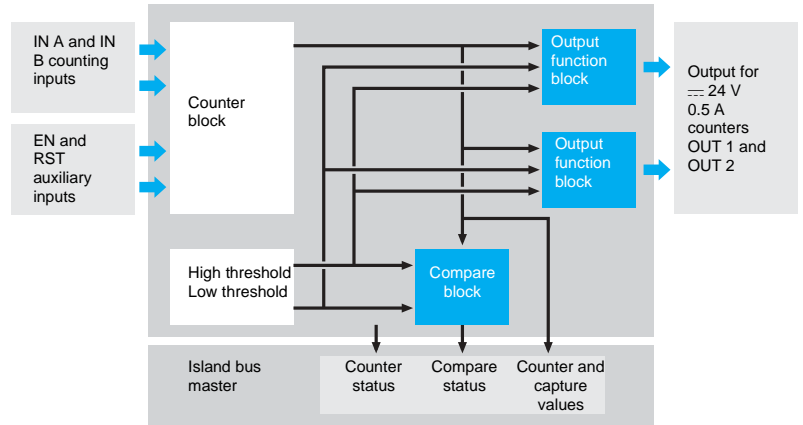 IN A and IN
B counting
inputs
EN and
RST
auxiliary
inputs
Counter
block
High threshold
Low threshold
Output
function
block
Output
function
block
Compare
block
Output for
⎓ 24 V
0.5 A
counters
OUT 1 and
OUT 2
Island bus
master
Counter
status
Compare
status
Counter and
capture
values